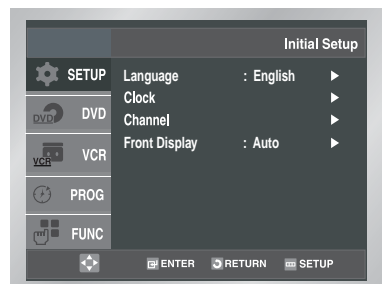 Initial Setup
SETUP
DVD DVD
VCR VCR
PROG
FUNC
Language : English ►
Clock ►
Channel ►
Front Display : Auto ►
ENTER RETURN SETUP